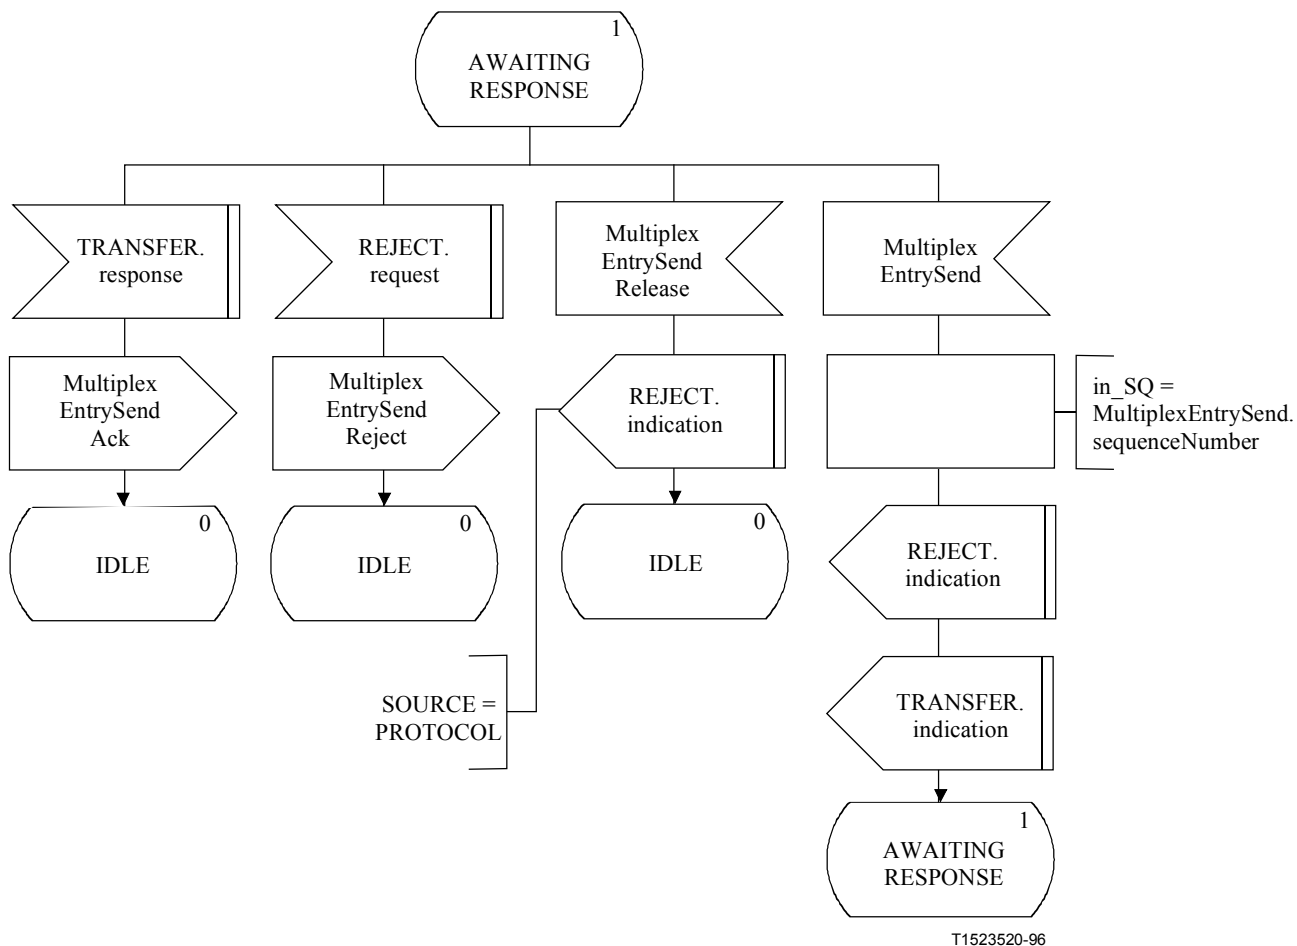 1
AWAITING
RESPONSE
TRANSFER.
response
REJECT.
request
Multiplex
EntrySend
Release
Multiplex
EntrySend
Multiplex
EntrySend
Ack
Multiplex
EntrySend
Reject
REJECT.
indication
in_SQ =
MultiplexEntrySend.
sequenceNumber
0
IDLE
0
IDLE
0
IDLE
REJECT.
indication
SOURCE =
PROTOCOL
TRANSFER.
indication
1
AWAITING
RESPONSE
T1523520-96